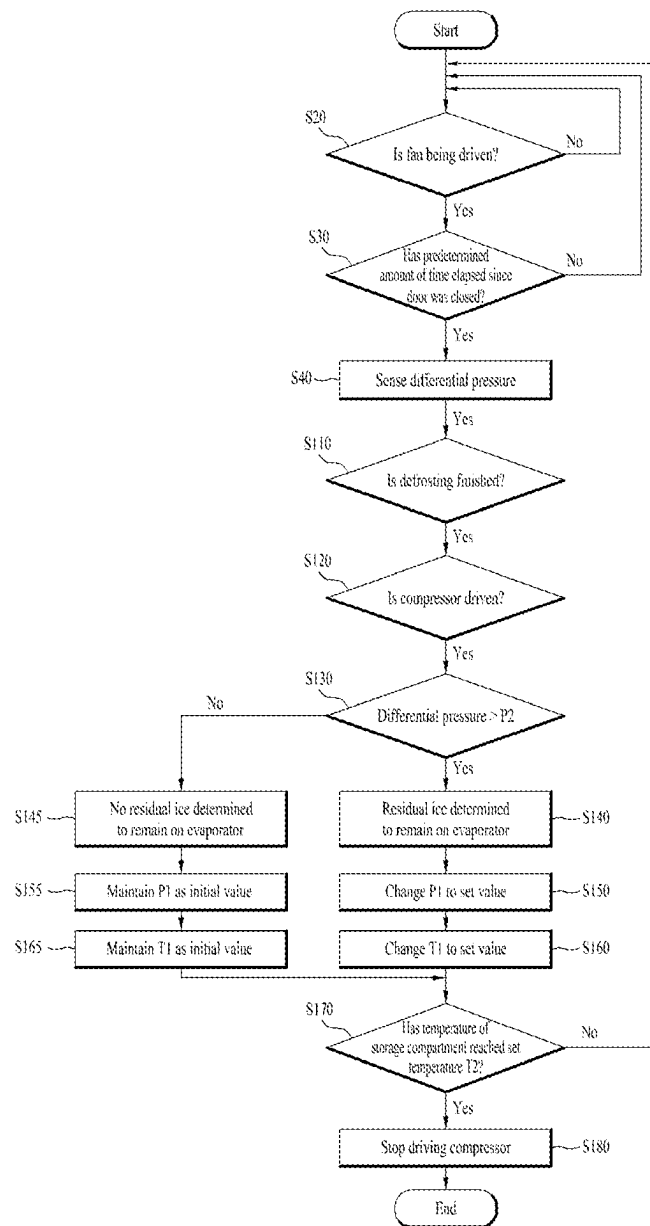 Start
S20
Is fan being driven?
No
Yes
S30
Has predetermined
amount of time elapsed since
door was closed?
No
Yes
S40
Sense differential pressure
Yes
S110
Is defrosting finished?
Yes
S120
Is compressor driven?
Yes
S130
No
Differential pressure > P2
Yes
S145
No residual ice determined
to remain on evaporator
Residual ice determined
to remain on evaporator
S140
S155
Maintain P1 as initial value
Change P1 to set value
S150
S165
Maintain T1 as initial value
Change T1 to set value
S160
S170
Has temperature of
storage compartment reached set
temperature T2?
No
Yes
Stop driving compressor
S180
End